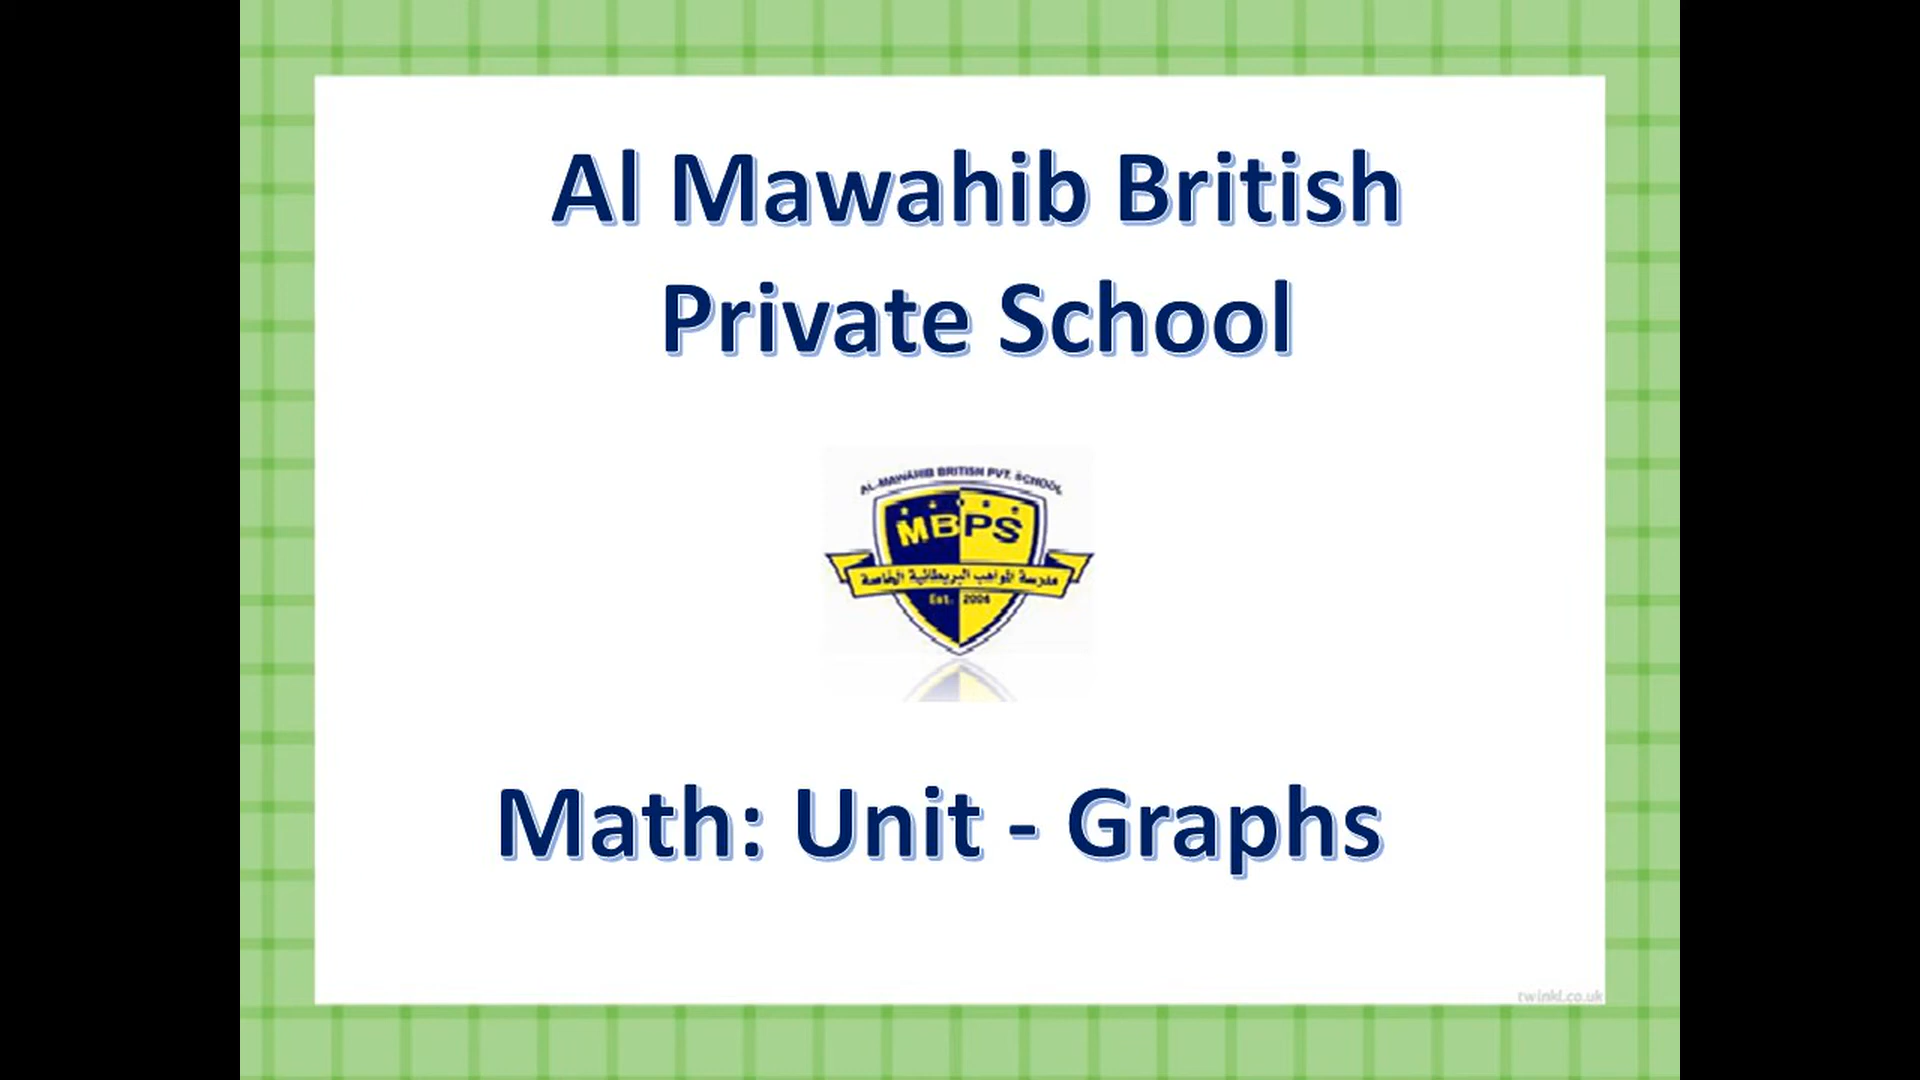 Al Mawahib British
Private School
AL-MAWAHIB BRITISH PVT. SCHOOL
MBPS
مدرسة المواهب البريطانية الخاصة
Est. 2004
Math: Unit - Graphs
twinkl.co.uk